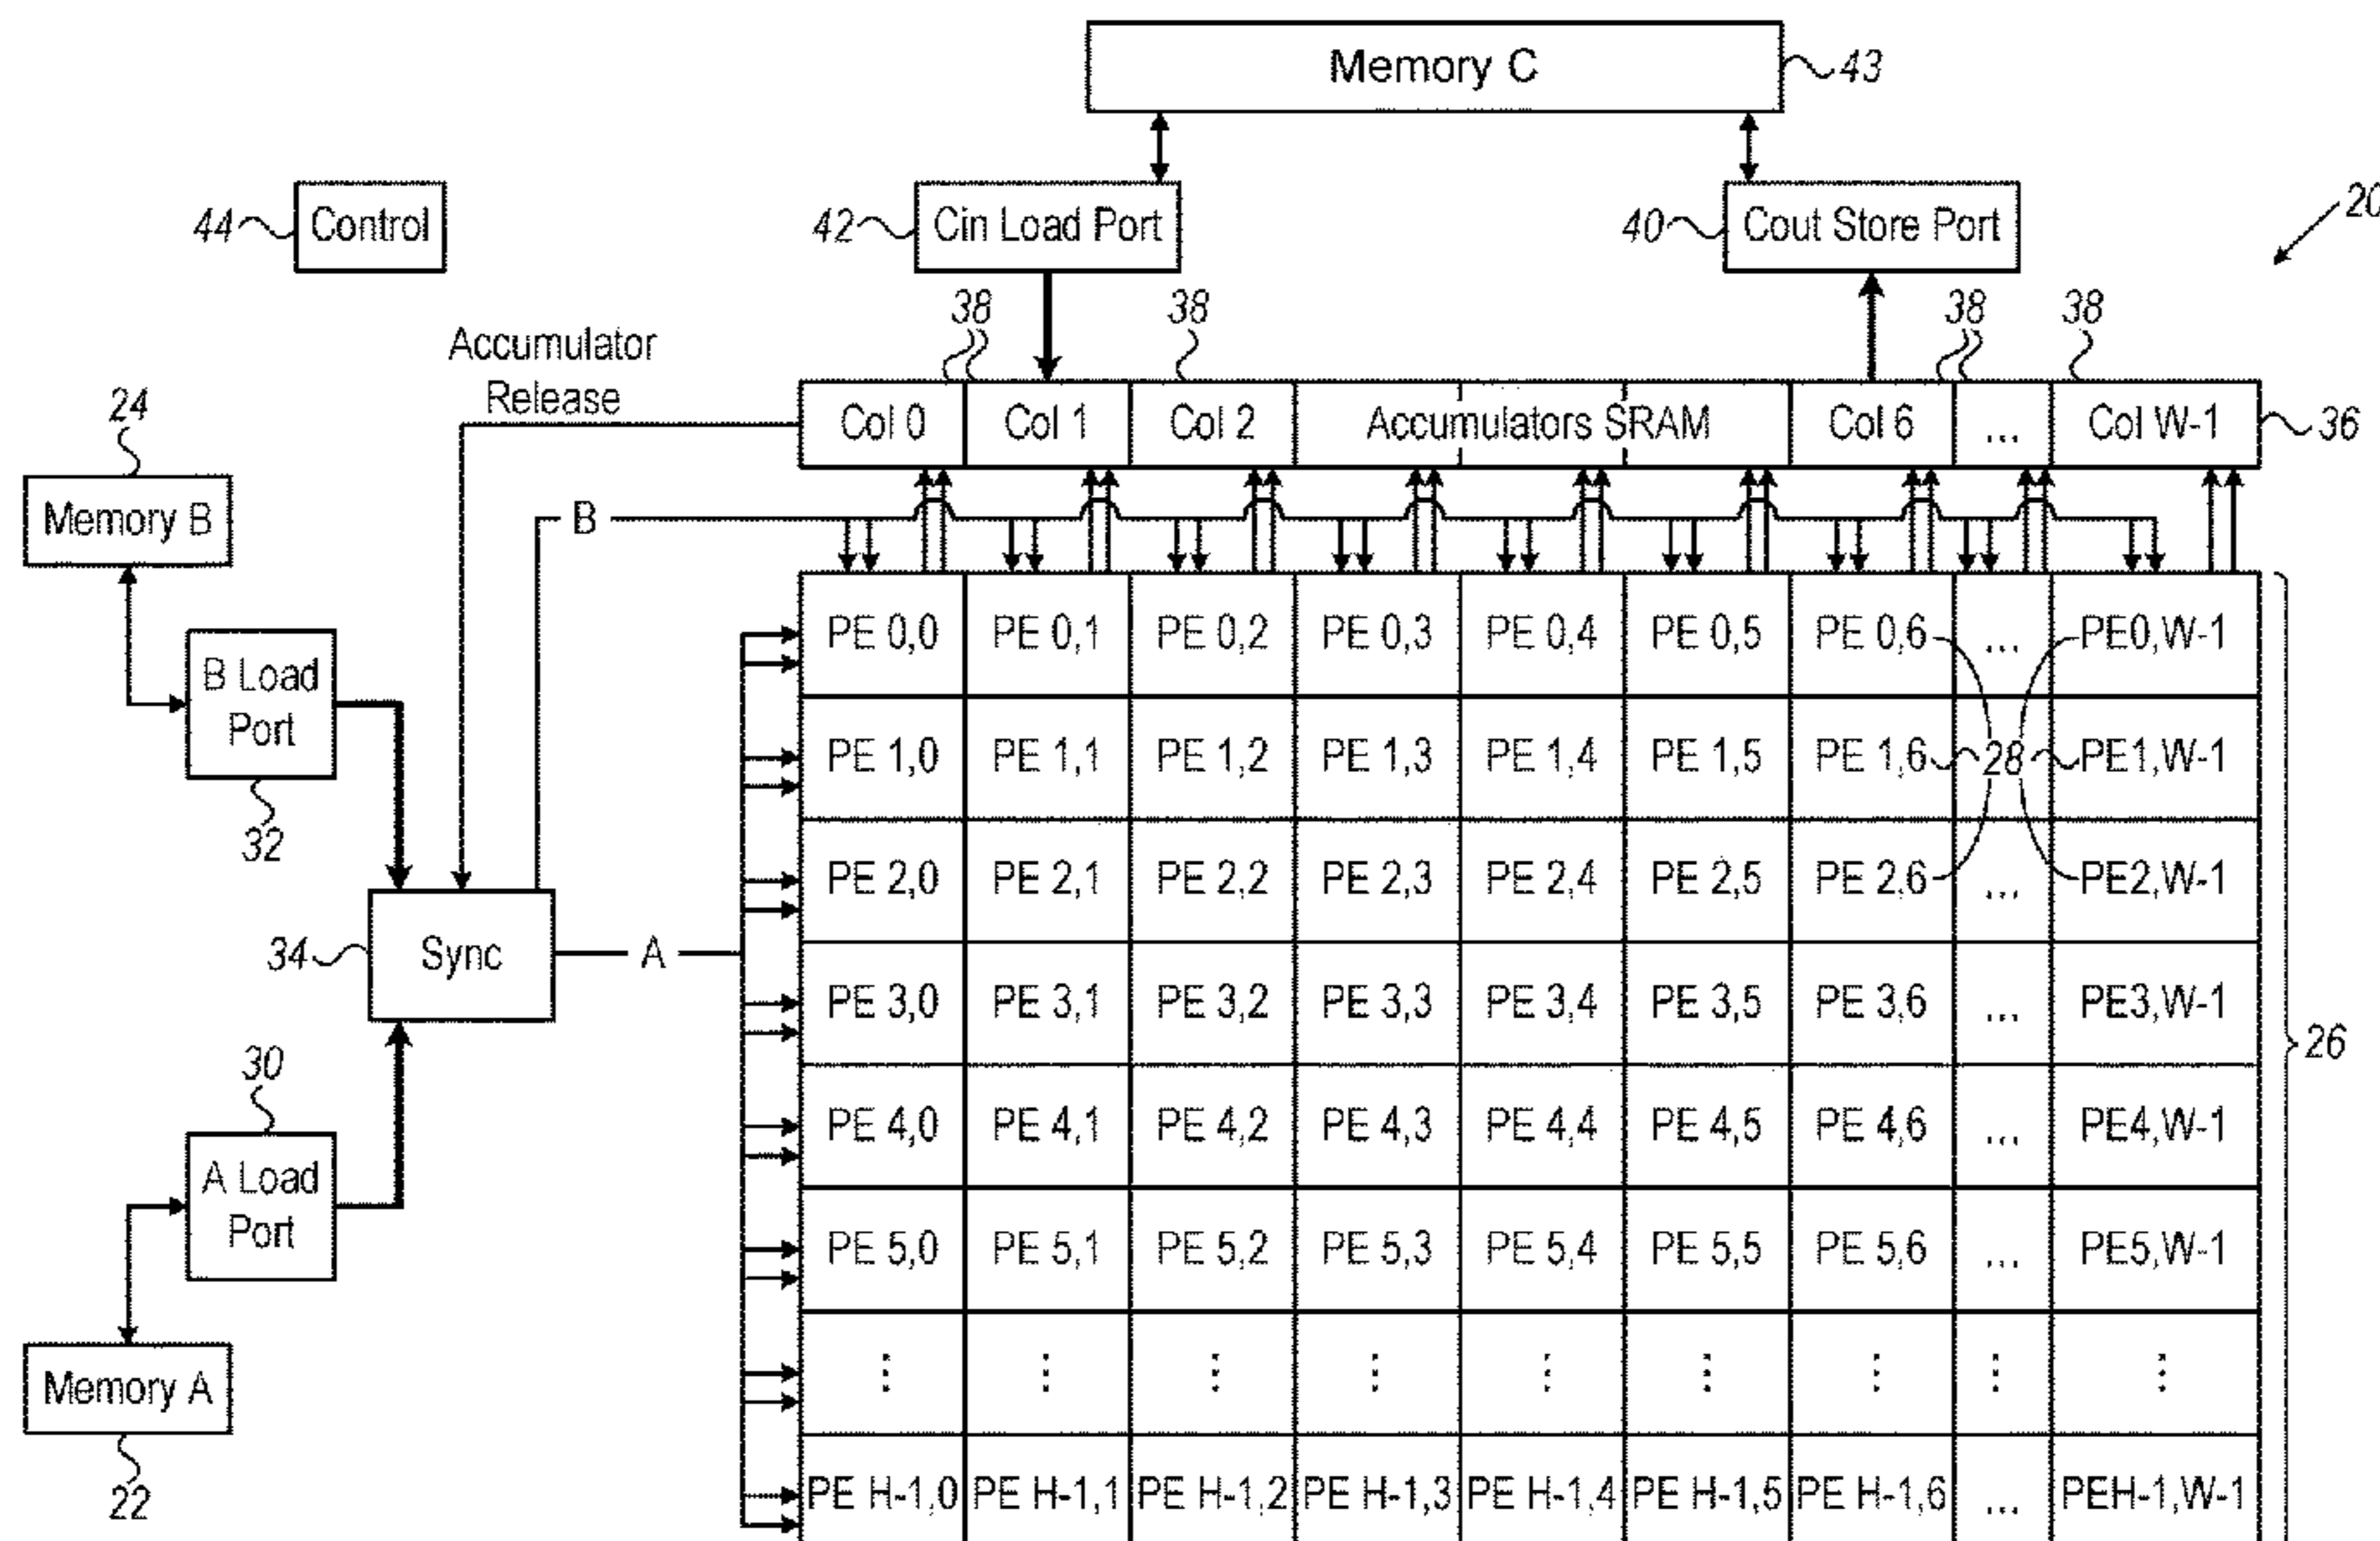 Memory C 43
44 Control 42 Cin Load Port 40 Cout Store Port 20
38 38 38 38
Accumulator
Release
Col 0 Col 1 Col 2 Accumulators SRAM Col 6 ... Col W-1 36
24
Memory B
B
B Load
Port
32
PE 0,0 PE 0,1 PE 0,2 PE 0,3 PE 0,4 PE 0,5 PE 0,6 ... PE0,W-1
PE 1,0 PE 1,1 PE 1,2 PE 1,3 PE 1,4 PE 1,5 PE 1,6 28 PE1,W-1
PE 2,0 PE 2,1 PE 2,2 PE 2,3 PE 2,4 PE 2,5 PE 2,6 ... PE2,W-1
34 Sync A
PE 3,0 PE 3,1 PE 3,2 PE 3,3 PE 3,4 PE 3,5 PE 3,6 ... PE3,W-1
26
30
A Load
Port
PE 4,0 PE 4,1 PE 4,2 PE 4,3 PE 4,4 PE 4,5 PE 4,6 ... PE4,W-1
PE 5,0 PE 5,1 PE 5,2 PE 5,3 PE 5,4 PE 5,5 PE 5,6 ... PE5,W-1
Memory A
22
⋮ ⋮ ⋮ ⋮ ⋮ ⋮ ⋮ ⋮ ⋮
PE H-1,0 PE H-1,1 PE H-1,2 PE H-1,3 PE H-1,4 PE H-1,5 PE H-1,6 ... PEH-1,W-1